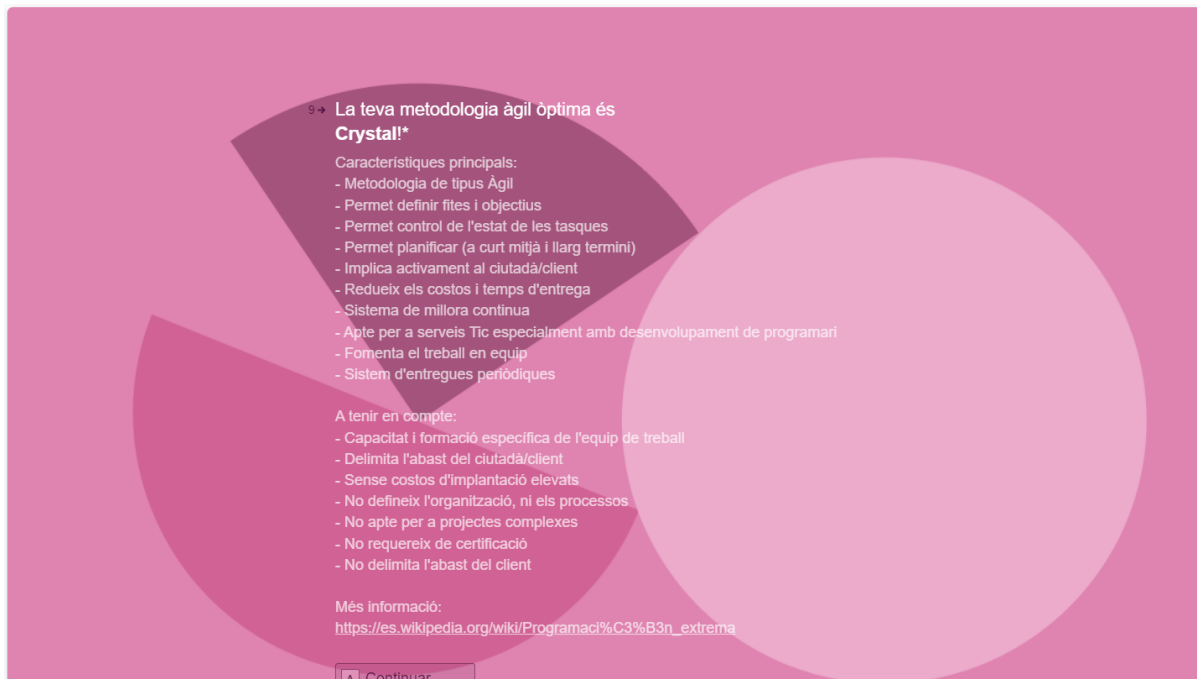 9→ La teva metodologia àgil òptima és
Crystal!*
Característiques principals:
- Metodologia de tipus Àgil
- Permet definir fites i objectius
- Permet control de l'estat de les tasques
- Permet planificar (a curt mitjà i llarg termini)
- Implica activament al ciutadà/client
- Redueix els costos i temps d'entrega
- Sistema de millora continua
- Apte per a serveis Tic especialment amb desenvolupament de programari
- Fomenta el treball en equip
- Sistem d'entregues periòdiques
A tenir en compte:
- Capacitat i formació específica de l'equip de treball
- Delimita l'abast del ciutadà/client
- Sense costos d'implantació elevats
- No defineix l'organització, ni els processos
- No apte per a projectes complexes
- No requereix de certificació
- No delimita l'abast del client
Més informació:
https://es.wikipedia.org/wiki/Programaci%C3%B3n_extrema
A Continuar